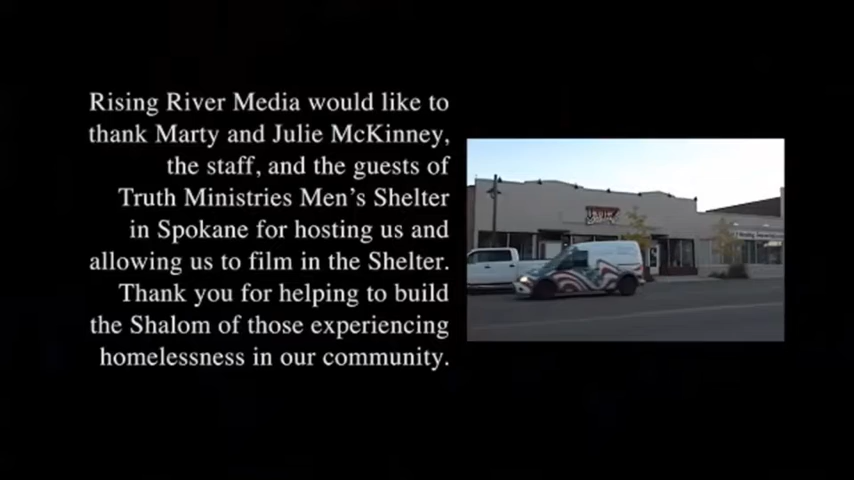 Rising River Media would like to
thank Marty and Julie McKinney,
the staff, and the guests of
Truth Ministries Men's Shelter
in Spokane for hosting us and
allowing us to film in the Shelter.
Thank you for helping to build
the Shalom of those experiencing
homelessness in our community.
TRUTH